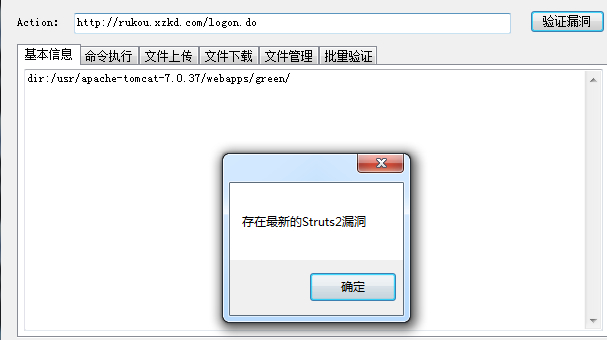 Action: http://rukou.xzkd.com/logon.do 验证漏洞
基本信息 命令执行 文件上传 文件下载 文件管理 批量验证
dir:/usr/apache-tomcat-7.0.37/webapps/green/
存在最新的Struts2漏洞
确定